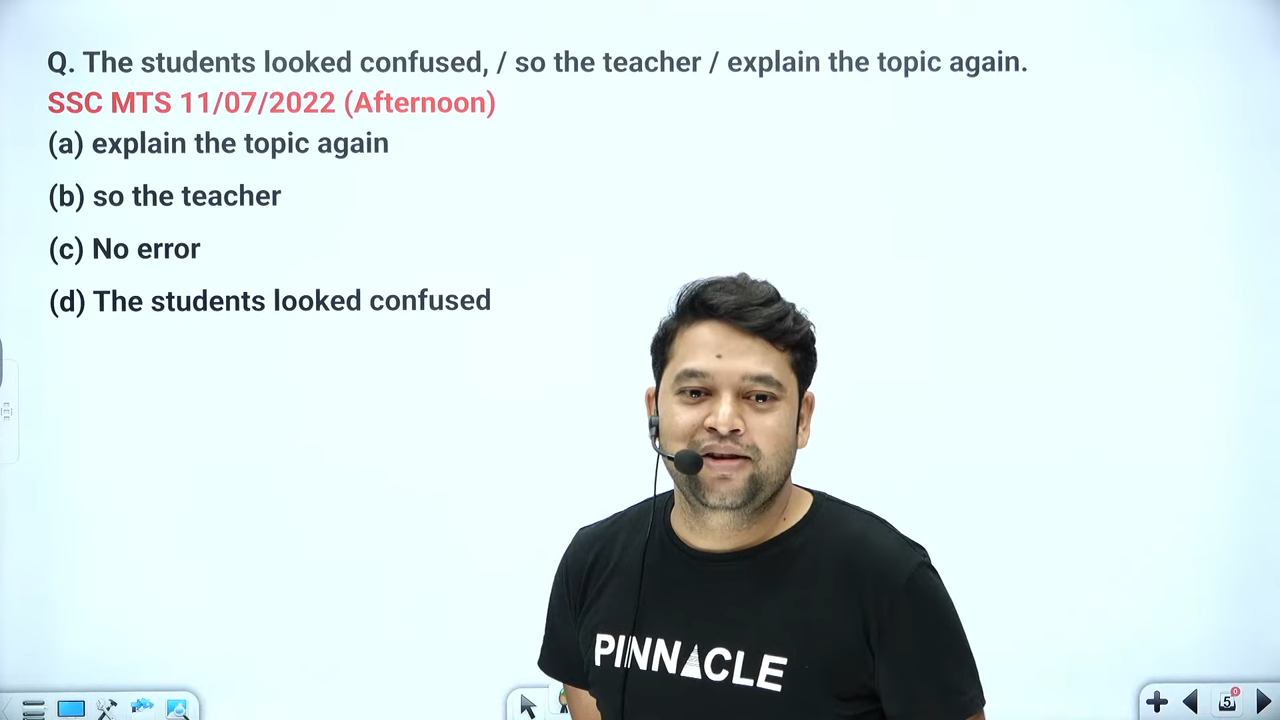 Q. The students looked confused, / so the teacher / explain the topic again.
SSC MTS 11/07/2022 (Afternoon)
(a) explain the topic again
(b) so the teacher
(c) No error
(d) The students looked confused
PINNACLE
5
0